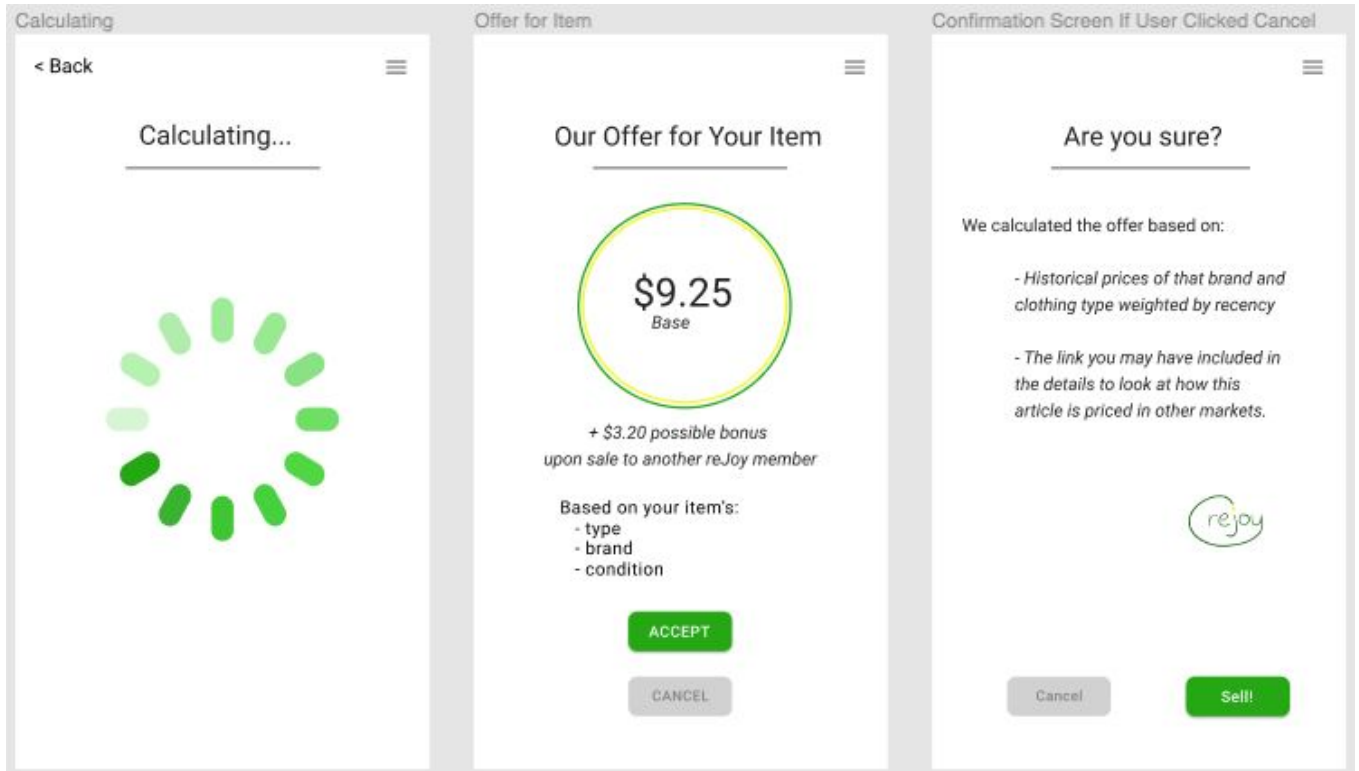 Calculating
< Back
Calculating...
Offer for Item
Our Offer for Your Item
$9.25
Base
+ $3.20 possible bonus
upon sale to another reJoy member
Based on your item's:
- type
- brand
- condition
ACCEPT
CANCEL
Confirmation Screen If User Clicked Cancel
Are you sure?
We calculated the offer based on:
- Historical prices of that brand and
clothing type weighted by recency
- The link you may have included in
the details to look at how this
article is priced in other markets.
rejoy
Cancel
Sell!